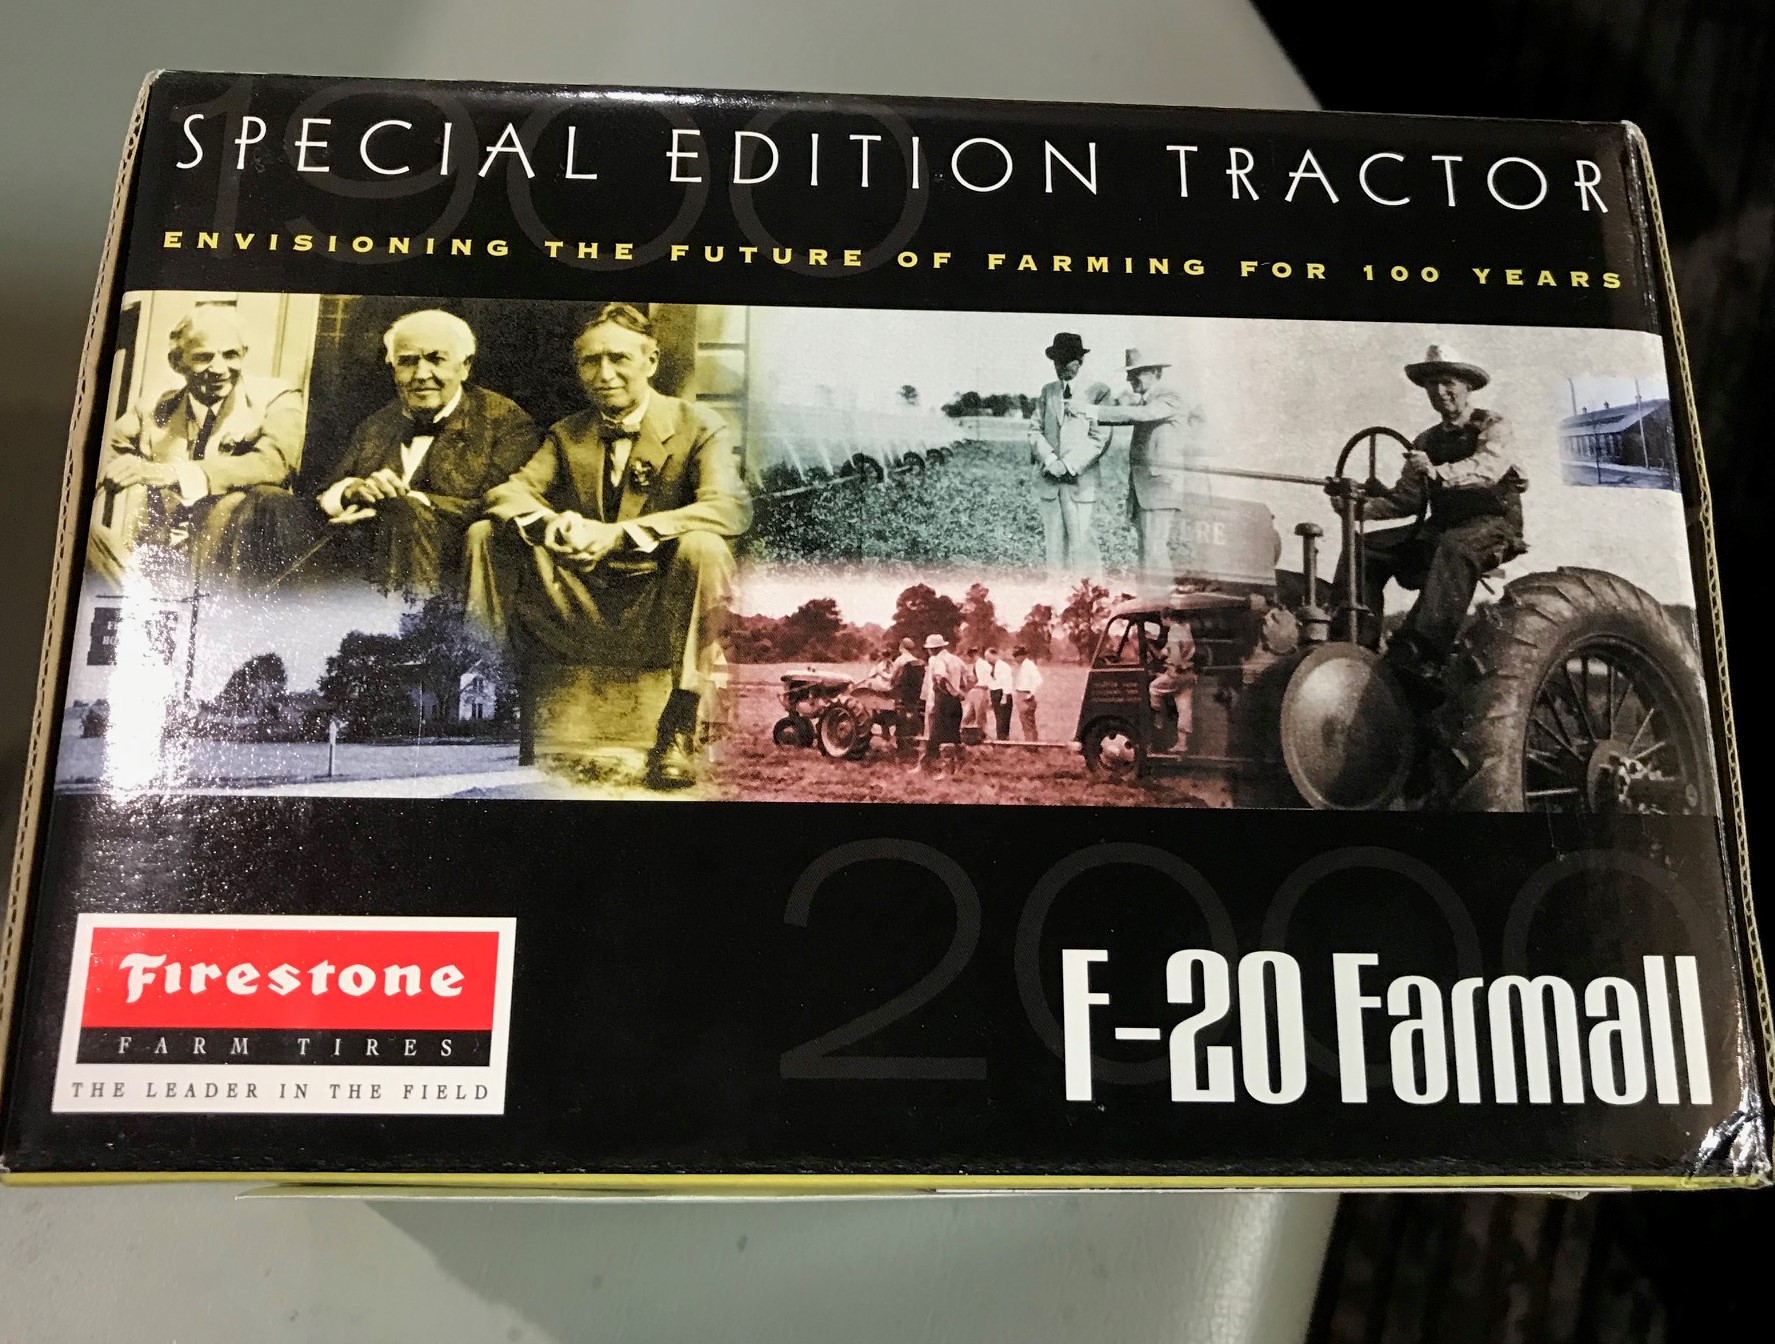 1900
SPECIAL EDITION TRACTOR
ENVISIONING THE FUTURE OF FARMING FOR 100 YEARS
EERE
2000
Firestone
FARM TIRES
THE LEADER IN THE FIELD
F-20 Farmall